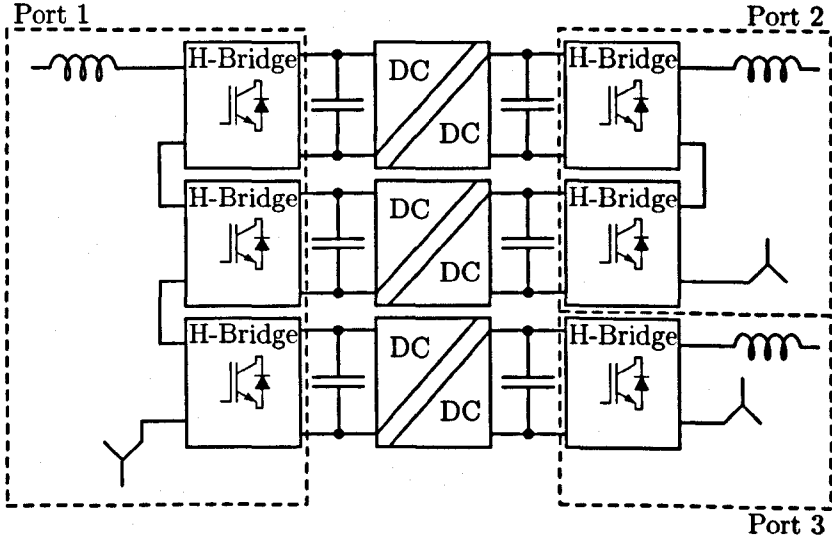 Port 1
Port 2
H-Bridge
DC
DC
H-Bridge
H-Bridge
DC
DC
H-Bridge
H-Bridge
DC
DC
H-Bridge
Port 3